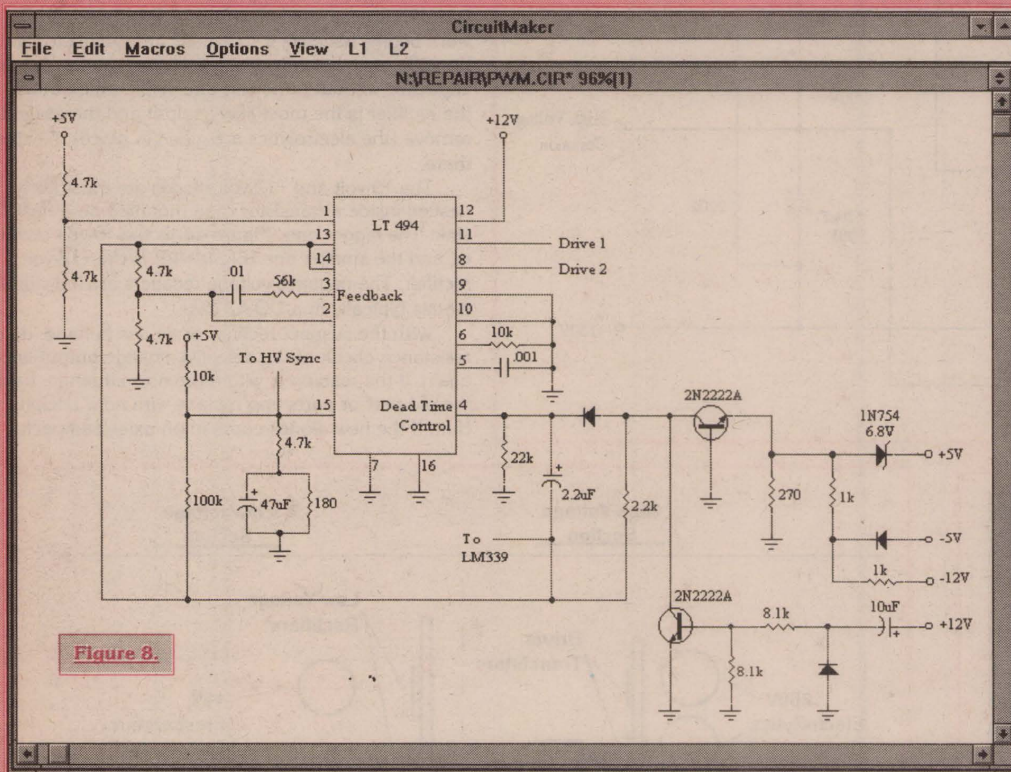 CircuitMaker
File Edit Macros Options View L1 L2
N:\REPAIR\PWM.CIR* 96%(1)
+5V
+12V
4.7k
1
12
LT 494
13
11
Drive 1
14
8
Drive 2
4.7k
4.7k
.01
56k
3
Feedback
9
2
10
4.7k
+5V
6
10k
To HV Sync
5
.001
10k
2N2222A
15
Dead Time
Control
4
1N754
6.8V
+5V
4.7k
7
16
22k
2.2uF
270
1k
100k
47uF
180
2.2k
To
LM339
-5V
1k
-12V
2N2222A
8.1k
10uF
+12V
8.1k
Figure 8.